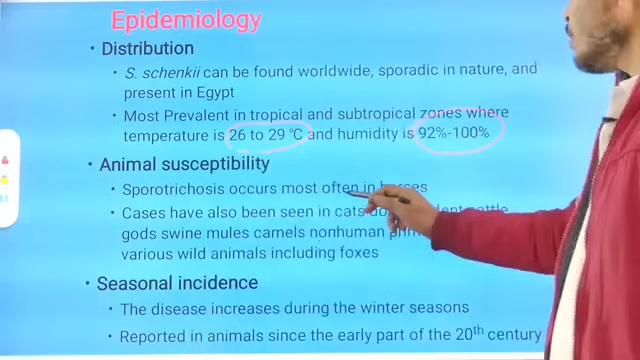 Epidemiology
• Distribution
• S. schenkii can be found worldwide, sporadic in nature, and
present in Egypt
• Most Prevalent in tropical and subtropical zones where
temperature is 26 to 29 °C and humidity is 92%-100%
• Animal susceptibility
• Sporotrichosis occurs most often in horses
• Cases have also been seen in cats
gods swine mules camels nonhuman
various wild animals including foxes
• Seasonal incidence
• The disease increases during the winter seasons
• Reported in animals since the early part of the 20th century